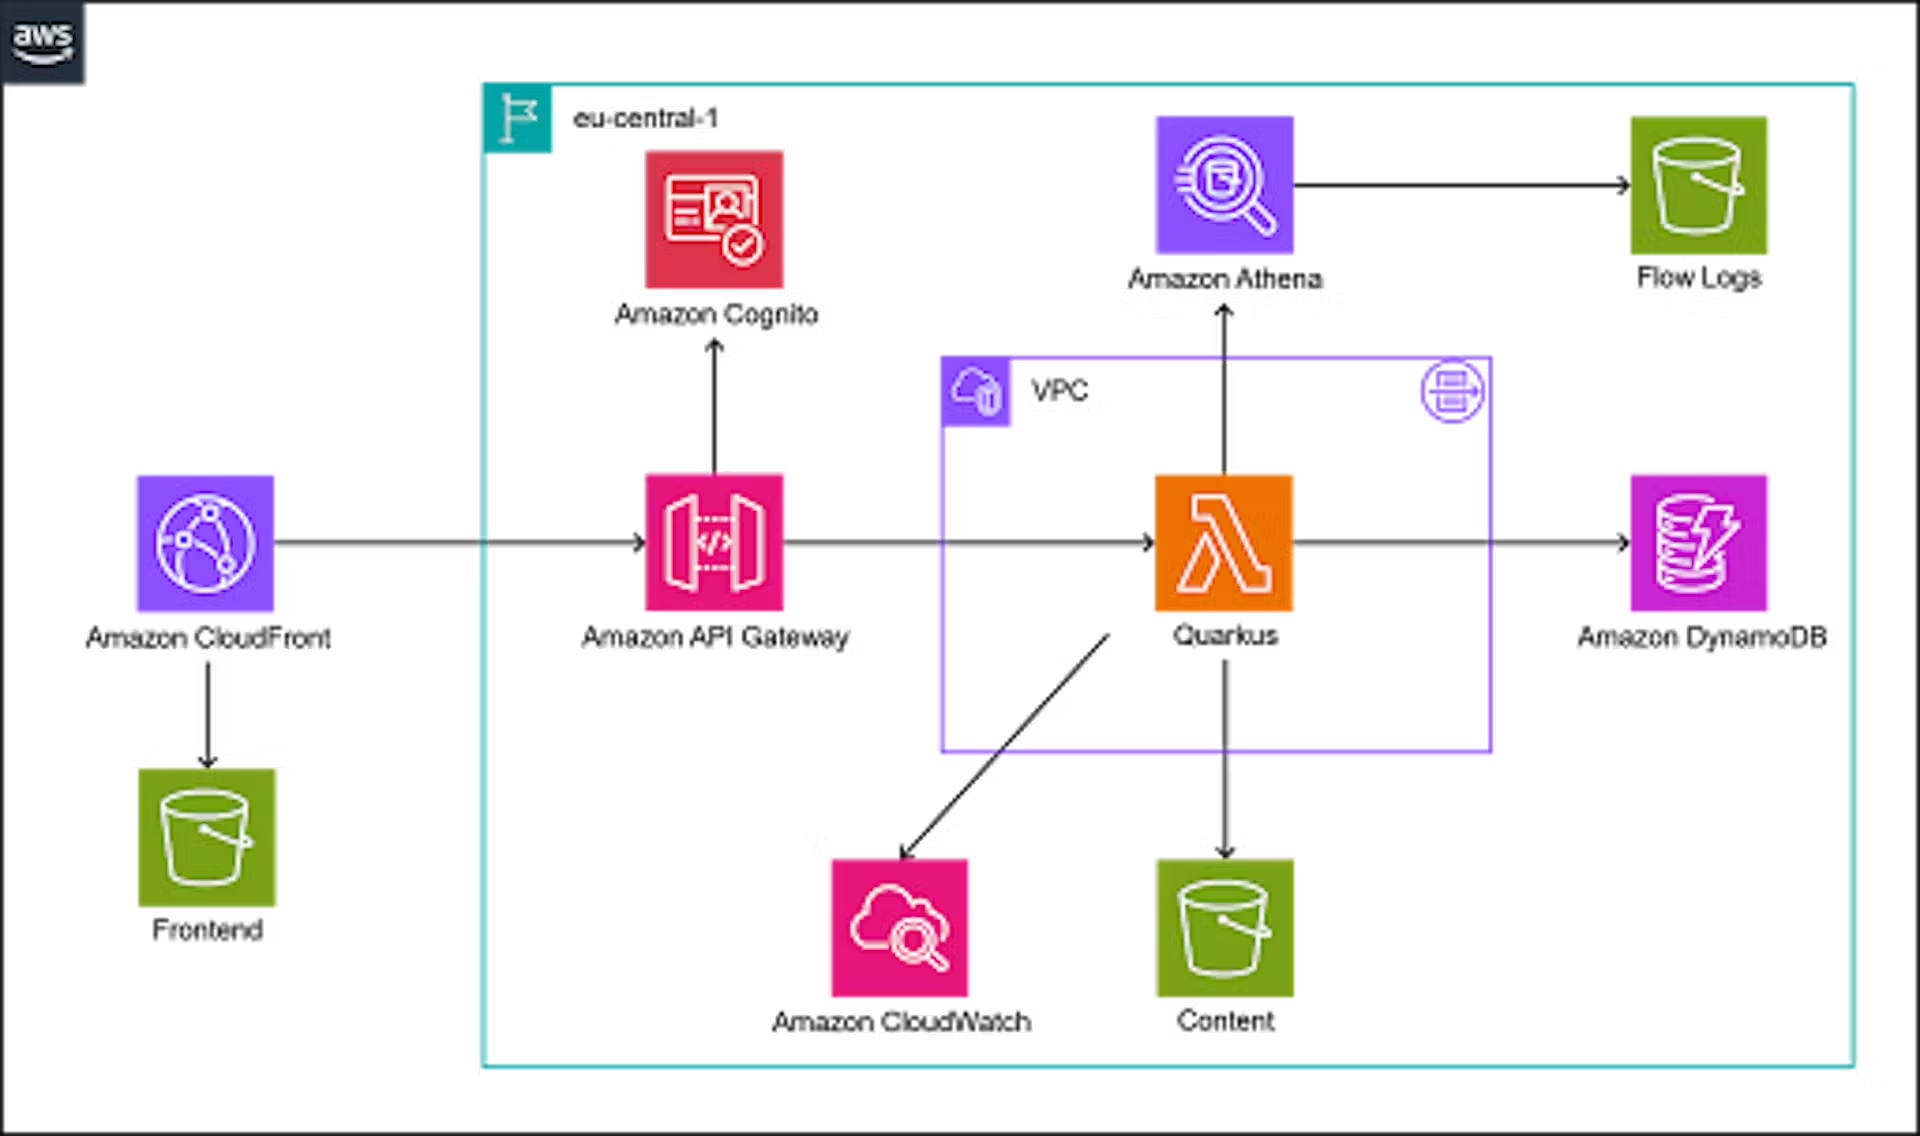 aws
eu-central-1
Amazon Cognito
Amazon Athena
Flow Logs
VPC
Amazon CloudFront
Amazon API Gateway
Quarkus
Amazon DynamoDB
Frontend
Amazon CloudWatch
Content